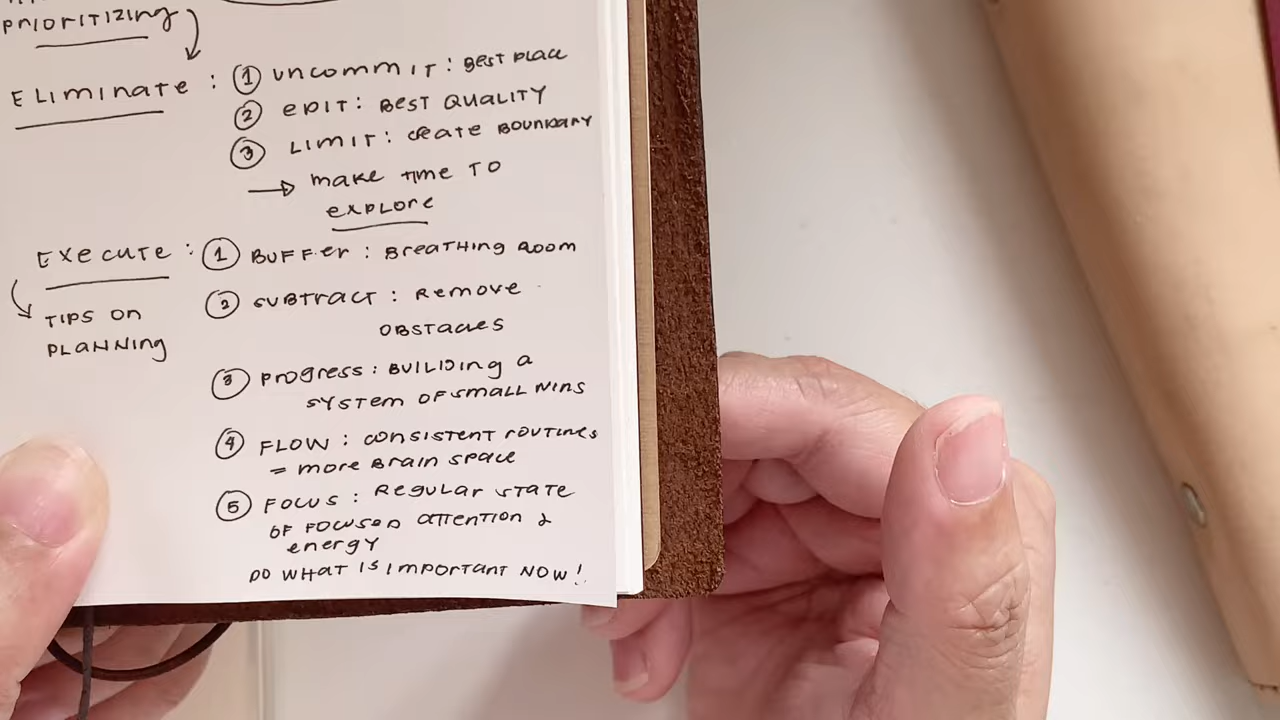 PRIORITIZING
ELIMINATE : ① UNCOMMIT : BEST PLACE
② EDIT : BEST QUALITY
③ LIMIT : CREATE BOUNDARY
→ MAKE TIME TO
EXPLORE
EXECUTE : ① BUFFER : BREATHING ROOM
② SUBTRACT : REMOVE
OBSTACLES
TIPS ON
PLANNING
③ PROGRESS : BUILDING A
SYSTEM OF SMALL WINS
④ FLOW : CONSISTENT ROUTINES
= MORE BRAIN SPACE
⑤ FOCUS : REGULAR STATE
OF FOCUSED ATTENTION &
ENERGY
DO WHAT IS IMPORTANT NOW!